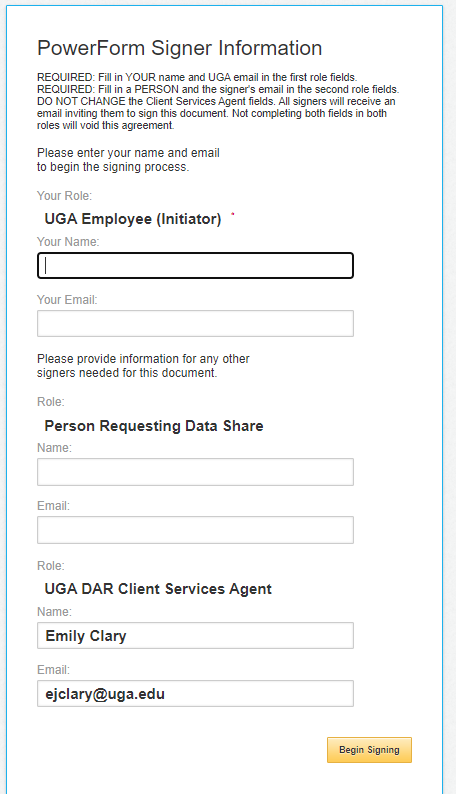 PowerForm Signer Information
REQUIRED: Fill in YOUR name and UGA email in the first role fields.
REQUIRED: Fill in a PERSON and the signer's email in the second role fields.
DO NOT CHANGE the Client Services Agent fields. All signers will receive an
email inviting them to sign this document. Not completing both fields in both
roles will void this agreement.
Please enter your name and email
to begin the signing process.
Your Role:
UGA Employee (Initiator) *
Your Name:
Your Email:
Please provide information for any other
signers needed for this document.
Role:
Person Requesting Data Share
Name:
Email:
Role:
UGA DAR Client Services Agent
Name:
Emily Clary
Email:
ejclary@uga.edu
Begin Signing